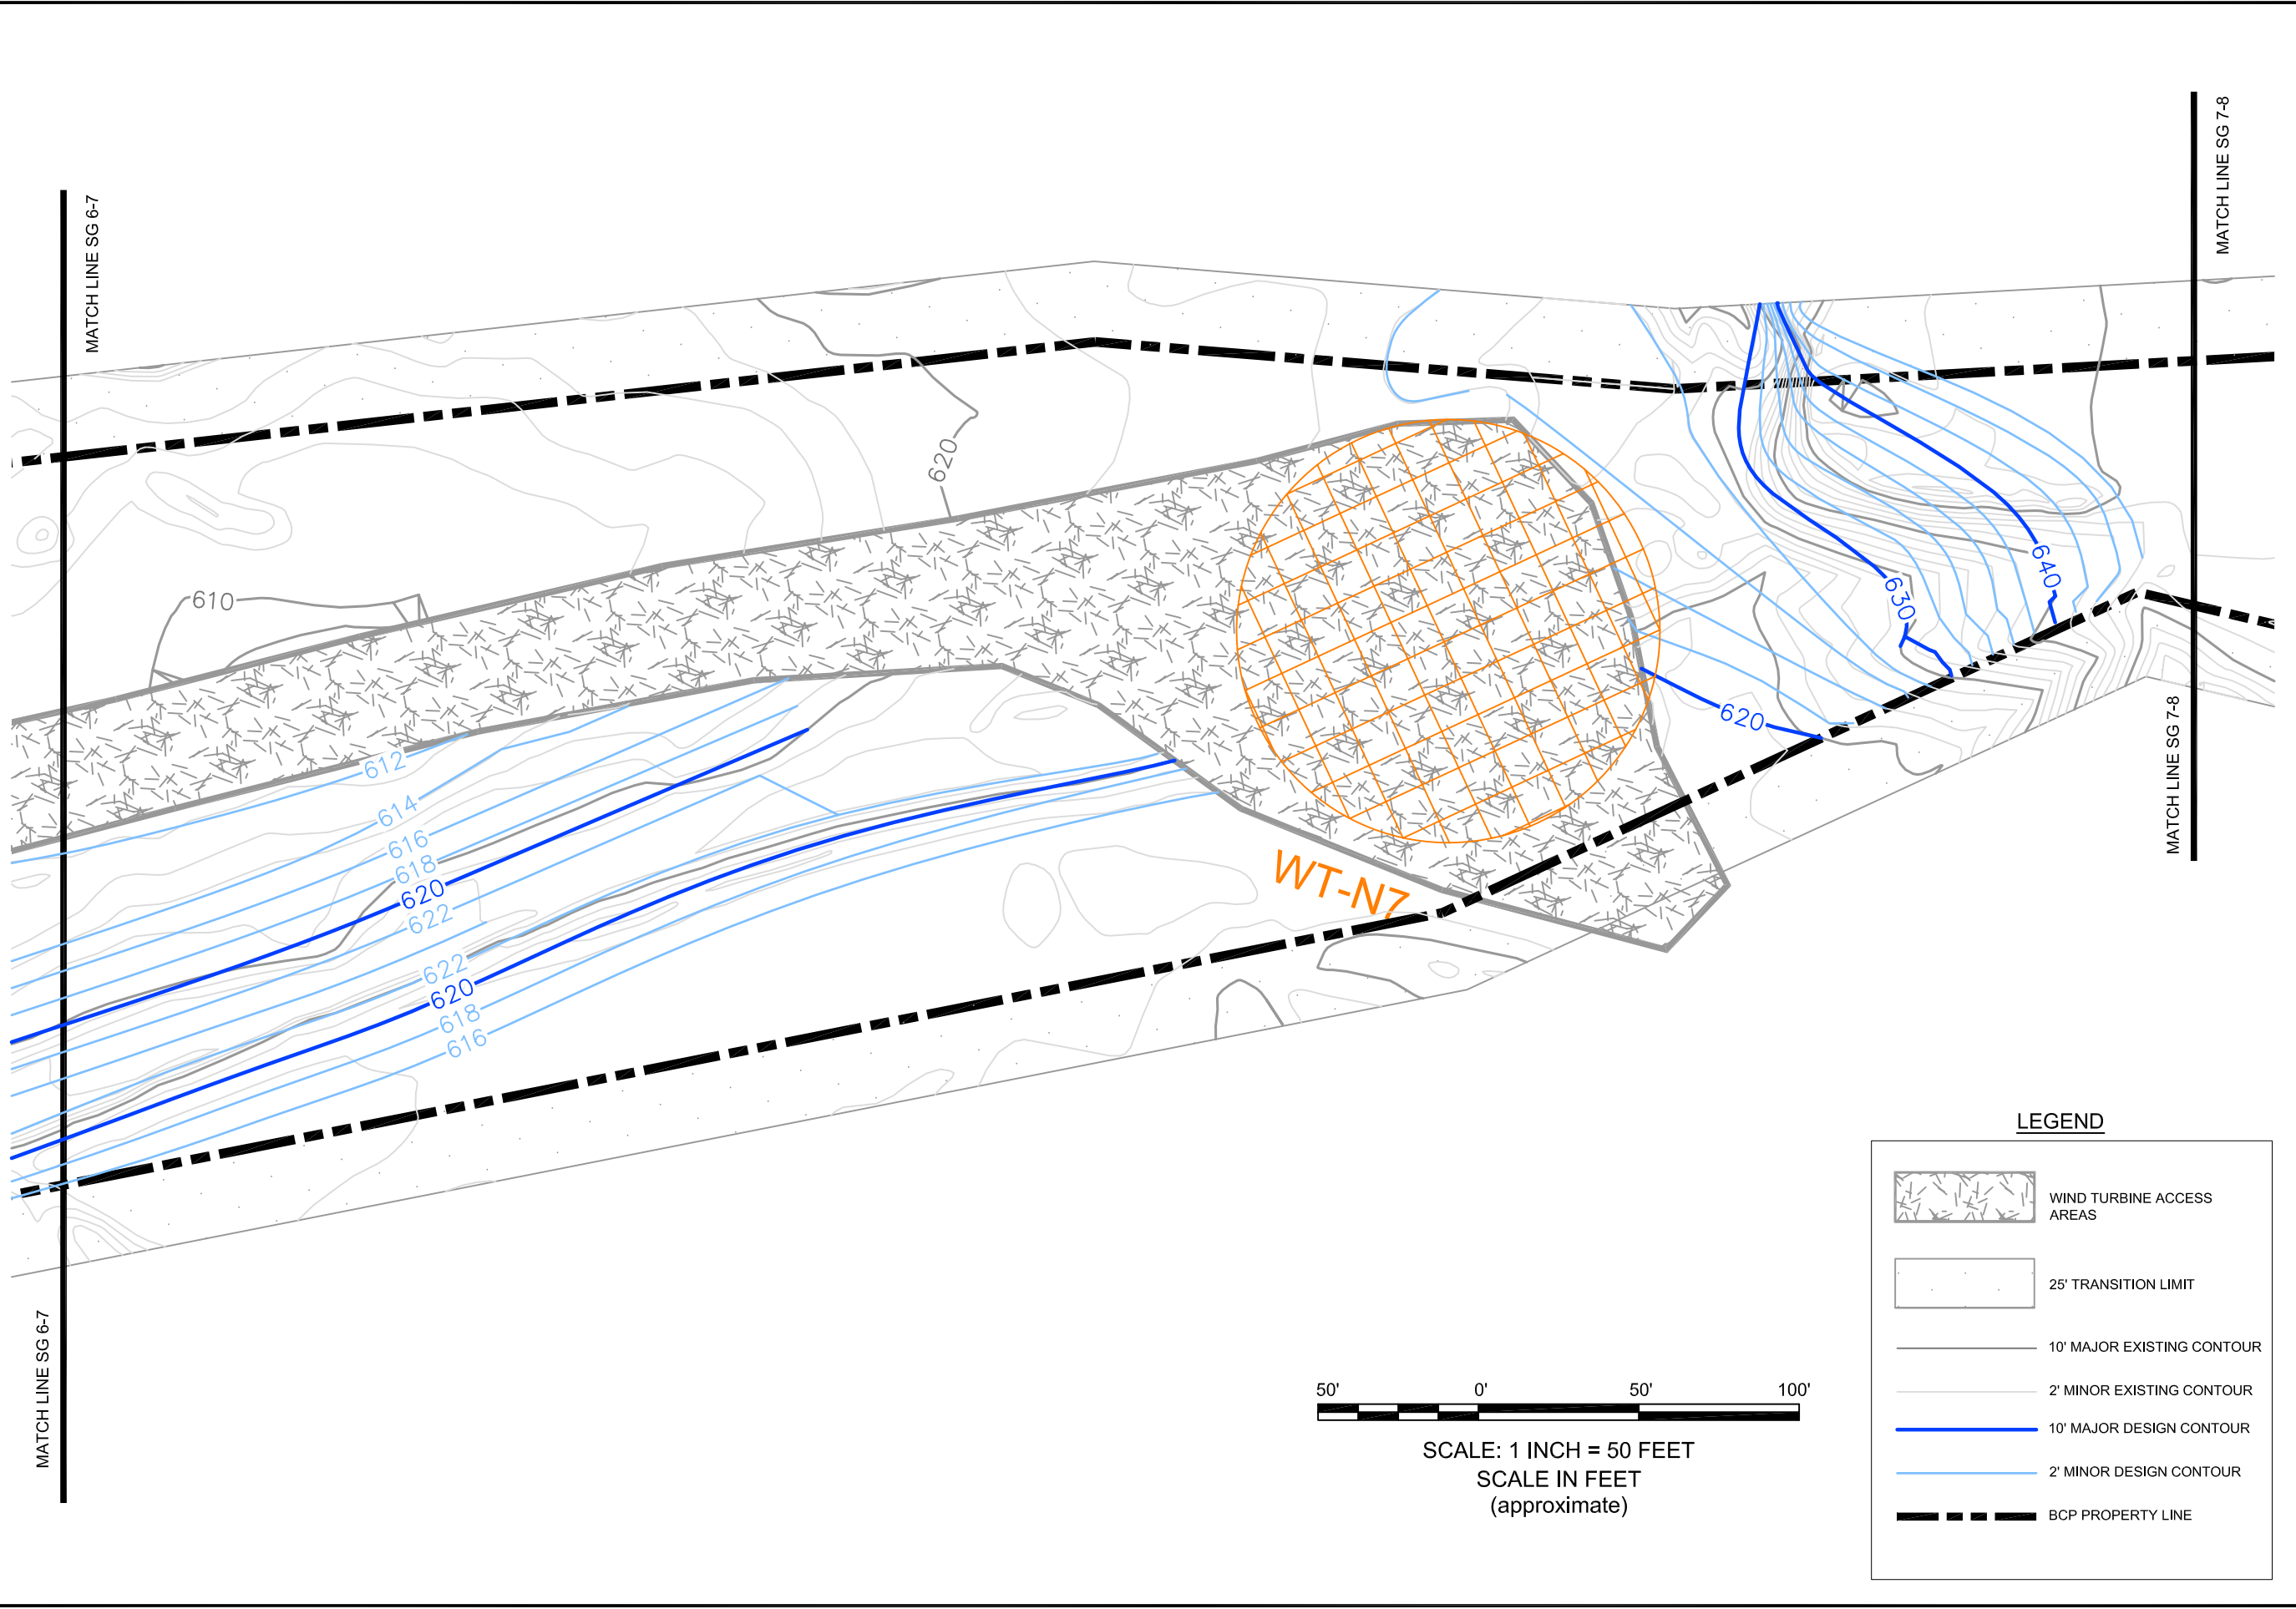 MATCH LINE SG 6-7
MATCH LINE SG 7-8
620
610
640
630
620
612
614
616
618
620
622
622
620
618
616
WT-N7
MATCH LINE SG 7-8
MATCH LINE SG 6-7
LEGEND
WIND TURBINE ACCESS
AREAS
25' TRANSITION LIMIT
10' MAJOR EXISTING CONTOUR
2' MINOR EXISTING CONTOUR
10' MAJOR DESIGN CONTOUR
2' MINOR DESIGN CONTOUR
BCP PROPERTY LINE
50' 0' 50' 100'
SCALE: 1 INCH = 50 FEET
SCALE IN FEET
(approximate)